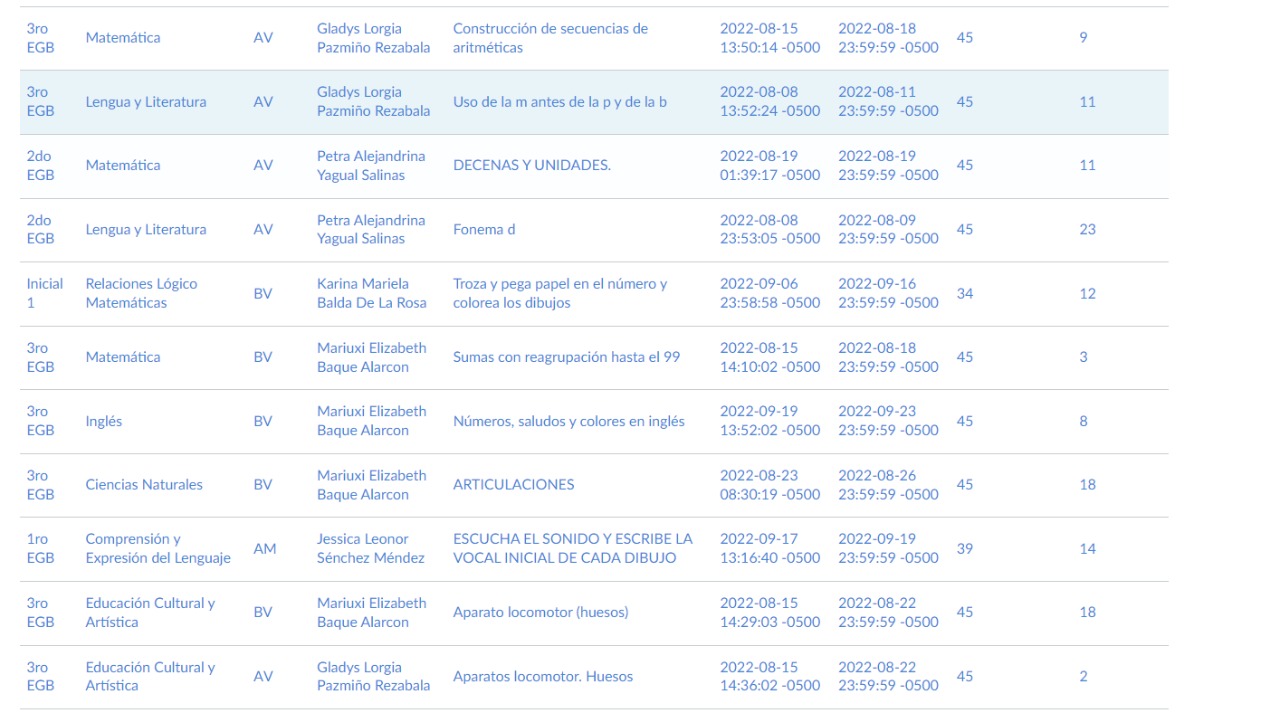 3ro EGB Matemática AV Gladys Lorgia Pazmiño Rezabala Construcción de secuencias de aritméticas 2022-08-15 13:50:14 -0500 2022-08-18 23:59:59 -0500 45 9
3ro EGB Lengua y Literatura AV Gladys Lorgia Pazmiño Rezabala Uso de la m antes de la p y de la b 2022-08-08 13:52:24 -0500 2022-08-11 23:59:59 -0500 45 11
2do EGB Matemática AV Petra Alejandrina Yagual Salinas DECENAS Y UNIDADES. 2022-08-19 01:39:17 -0500 2022-08-19 23:59:59 -0500 45 11
2do EGB Lengua y Literatura AV Petra Alejandrina Yagual Salinas Fonema d 2022-08-08 23:53:05 -0500 2022-08-09 23:59:59 -0500 45 23
Inicial 1 Relaciones Lógico Matemáticas BV Karina Mariela Balda De La Rosa Troza y pega papel en el número y colorea los dibujos 2022-09-06 23:58:58 -0500 2022-09-16 23:59:59 -0500 34 12
3ro EGB Matemática BV Mariuxi Elizabeth Baque Alarcon Sumas con reagrupación hasta el 99 2022-08-15 14:10:02 -0500 2022-08-18 23:59:59 -0500 45 3
3ro EGB Inglés BV Mariuxi Elizabeth Baque Alarcon Números, saludos y colores en inglés 2022-09-19 13:52:02 -0500 2022-09-23 23:59:59 -0500 45 8
3ro EGB Ciencias Naturales BV Mariuxi Elizabeth Baque Alarcon ARTICULACIONES 2022-08-23 08:30:19 -0500 2022-08-26 23:59:59 -0500 45 18
1ro EGB Comprensión y Expresión del Lenguaje AM Jessica Leonor Sénchez Méndez ESCUCHA EL SONIDO Y ESCRIBE LA VOCAL INICIAL DE CADA DIBUJO 2022-09-17 13:16:40 -0500 2022-09-19 23:59:59 -0500 39 14
3ro EGB Educación Cultural y Artística BV Mariuxi Elizabeth Baque Alarcon Aparato locomotor (huesos) 2022-08-15 14:29:03 -0500 2022-08-22 23:59:59 -0500 45 18
3ro EGB Educación Cultural y Artística AV Gladys Lorgia Pazmiño Rezabala Aparatos locomotor. Huesos 2022-08-15 14:36:02 -0500 2022-08-22 23:59:59 -0500 45 2